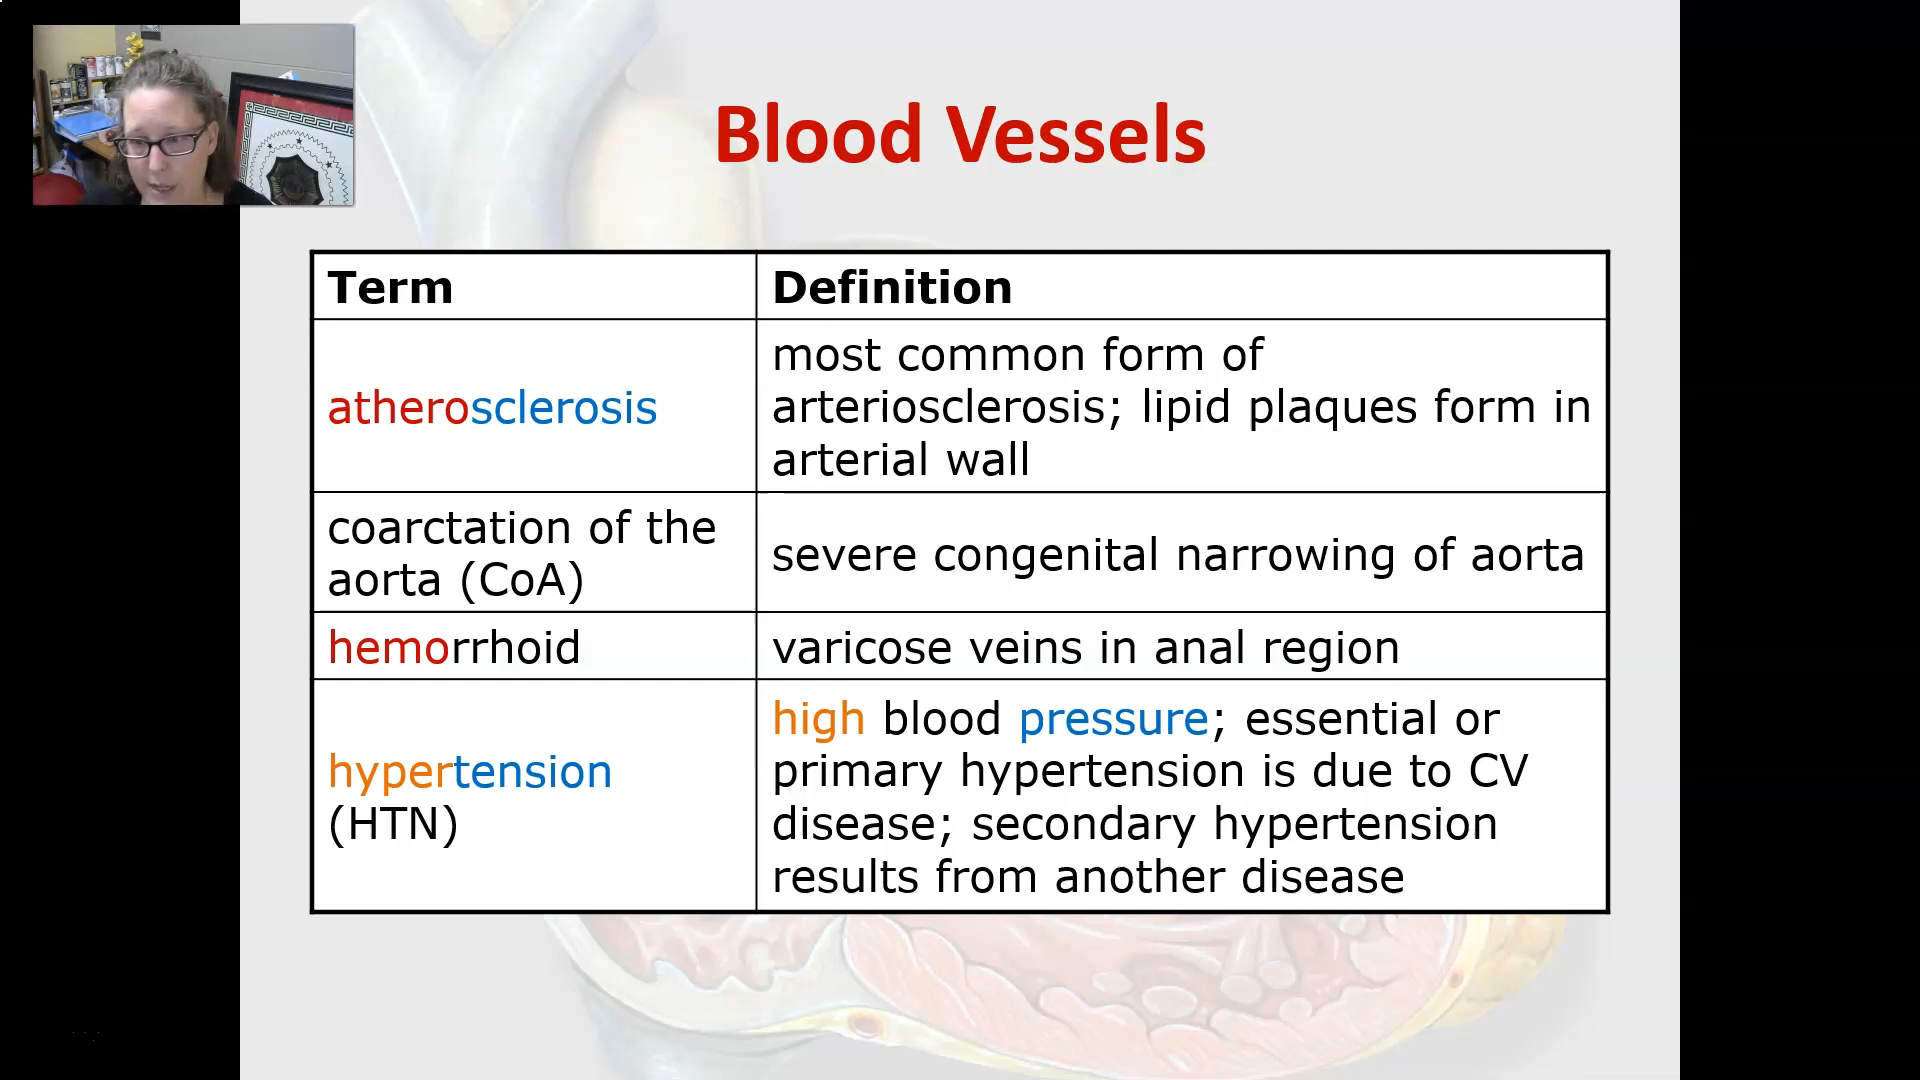 Blood Vessels
Term
Definition
atherosclerosis
most common form of
arteriosclerosis; lipid plaques form in
arterial wall
coarctation of the
aorta (CoA)
severe congenital narrowing of aorta
hemorrhoid
varicose veins in anal region
hypertension
(HTN)
high blood pressure; essential or
primary hypertension is due to CV
disease; secondary hypertension
results from another disease